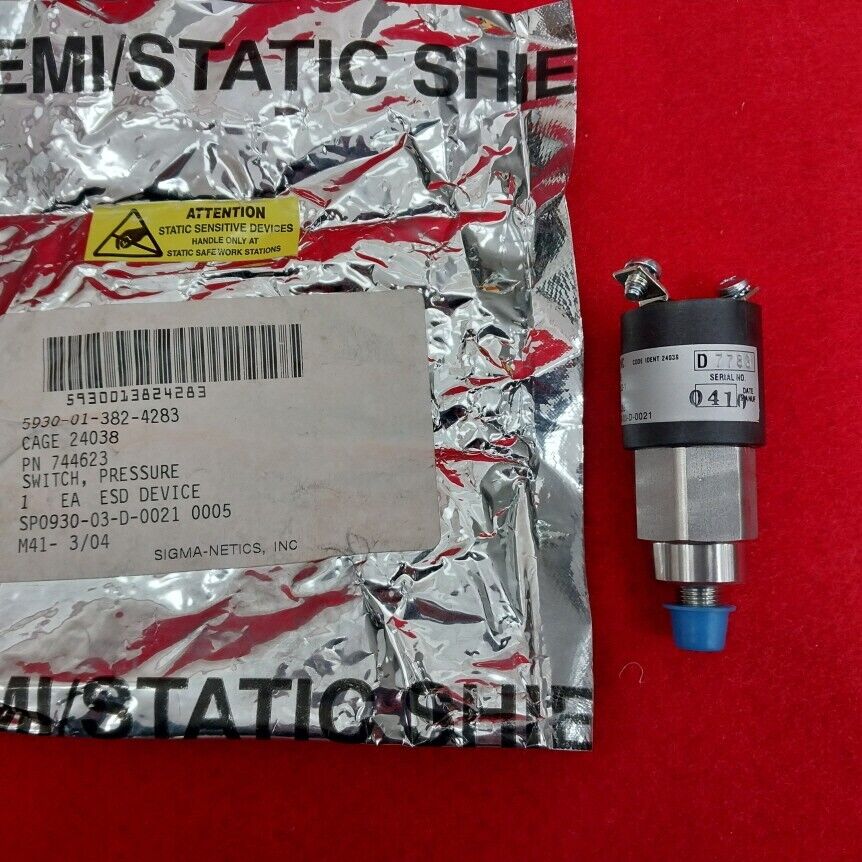 EMI/STATIC SHIE
ATTENTION
STATIC SENSITIVE DEVICES
HANDLE ONLY AT
STATIC SAFE WORK STATIONS
5930013824283
5930-01-382-4283
CAGE 24038
PN 744623
SWITCH, PRESSURE
1 EA ESD DEVICE
SP0930-03-D-0021 0005
M41- 3/04 SIGMA-NETICS, INC
MI/STATIC SHIE
CODE IDENT 24038
D
SERIAL NO.
DATE
MANUF
-D-0021